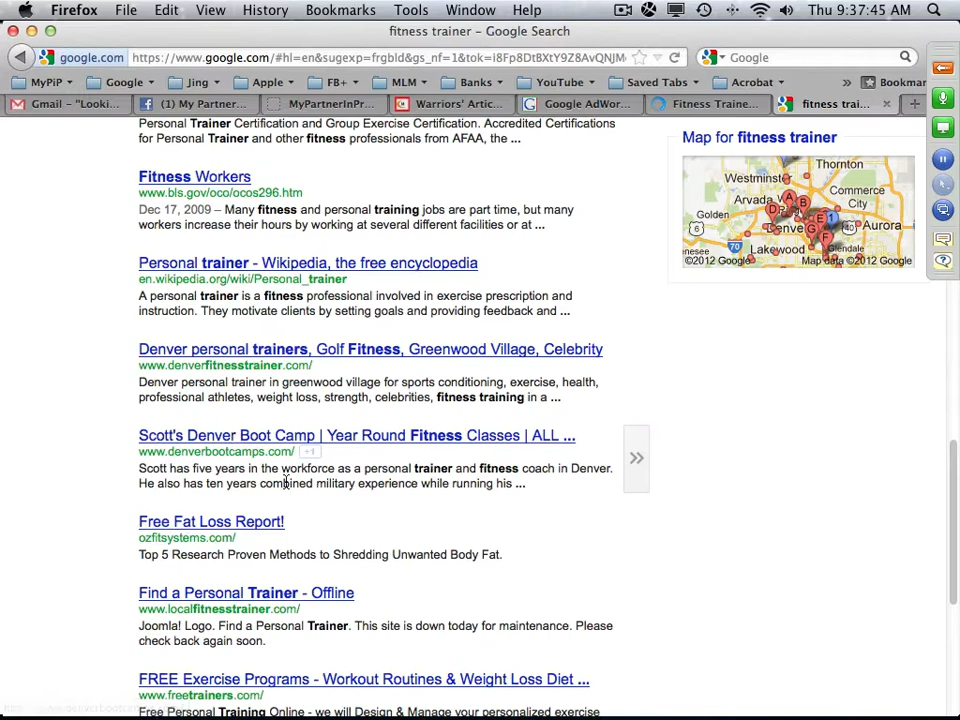 Firefox File Edit View History Bookmarks Tools Window Help Thu 9:37:45 AM
fitness trainer - Google Search
google.com https://www.google.com/#hl=en&sugexp=frgbld&gs_nf=1&tok=i8Fp8DtBxtY9Z8AvQNJM Google
MyPiP Google Jing Apple FB+ MLM Banks YouTube Saved Tabs Acrobat » Bookmar
Gmail - "Looki... (1) My Partner... MyPartnerInPr... Warriors' Artic... Google AdWor... Fitness Traine... fitness trai...
Personal Trainer Certification and Group Exercise Certification. Accredited Certifications
for Personal Trainer and other fitness professionals from AFAA, the ...
Fitness Workers
www.bls.gov/oco/ocos296.htm
Dec 17, 2009 – Many fitness and personal training jobs are part time, but many
workers increase their hours by working at several different facilities or at ...
Personal trainer - Wikipedia, the free encyclopedia
en.wikipedia.org/wiki/Personal_trainer
A personal trainer is a fitness professional involved in exercise prescription and
instruction. They motivate clients by setting goals and providing feedback and ...
Denver personal trainers, Golf Fitness, Greenwood Village, Celebrity
www.denverfitnesstrainer.com/
Denver personal trainer in greenwood village for sports conditioning, exercise, health,
professional athletes, weight loss, strength, celebrities, fitness training in a ...
Scott's Denver Boot Camp | Year Round Fitness Classes | ALL ...
www.denverbootcamps.com/ +1
Scott has five years in the workforce as a personal trainer and fitness coach in Denver.
He also has ten years combined military experience while running his ...
Free Fat Loss Report!
ozfitsystems.com/
Top 5 Research Proven Methods to Shredding Unwanted Body Fat.
Find a Personal Trainer - Offline
www.localfitnesstrainer.com/
Joomla! Logo. Find a Personal Trainer. This site is down today for maintenance. Please
check back again soon.
FREE Exercise Programs - Workout Routines & Weight Loss Diet ...
www.freetrainers.com/
Free Personal Training Online - we will Design & Manage your personalized exercise
Map for fitness trainer
Thornton
Westminster
Commerce
City
Arvada
A
B
D
Golden
E
1
Denver
G
F
40
Aurora
6
70
Lakewood
Glendale
©2012 Google Map data ©2012 Google
»